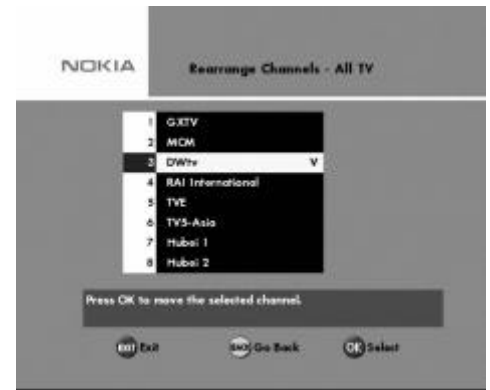 NOKIA
Rearrange Channels - All TV
1 GXTV
2 MCM
3 DWtv V
4 RAI International
5 TVE
6 TV5-Asia
7 Hubei 1
8 Hubei 2
Press OK to move the selected channel.
EXIT Exit BACK Go Back OK Select